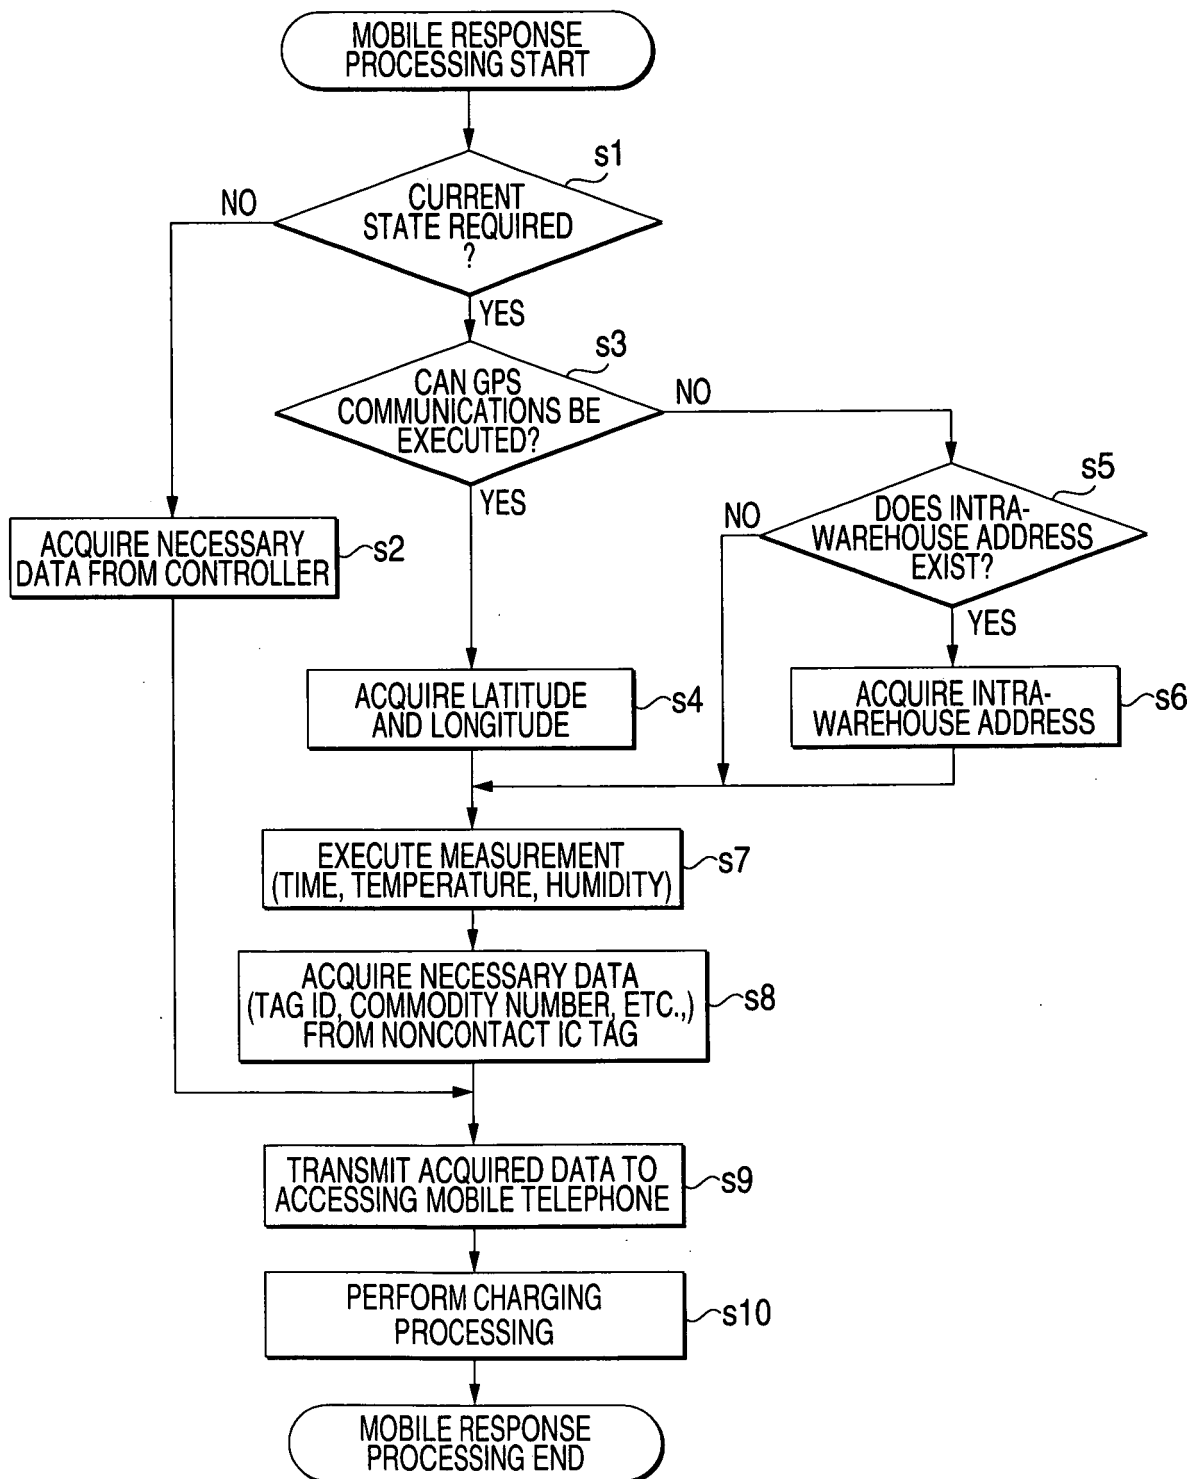 MOBILE RESPONSE
PROCESSING START
s1
CURRENT
STATE REQUIRED
?
NO
YES
s3
CAN GPS
COMMUNICATIONS BE
EXECUTED?
NO
YES
s5
DOES INTRA-
WAREHOUSE ADDRESS
EXIST?
NO
YES
ACQUIRE NECESSARY
DATA FROM CONTROLLER
s2
ACQUIRE LATITUDE
AND LONGITUDE
s4
ACQUIRE INTRA-
WAREHOUSE ADDRESS
s6
EXECUTE MEASUREMENT
(TIME, TEMPERATURE, HUMIDITY)
s7
ACQUIRE NECESSARY DATA
(TAG ID, COMMODITY NUMBER, ETC.,)
FROM NONCONTACT IC TAG
s8
TRANSMIT ACQUIRED DATA TO
ACCESSING MOBILE TELEPHONE
s9
PERFORM CHARGING
PROCESSING
s10
MOBILE RESPONSE
PROCESSING END